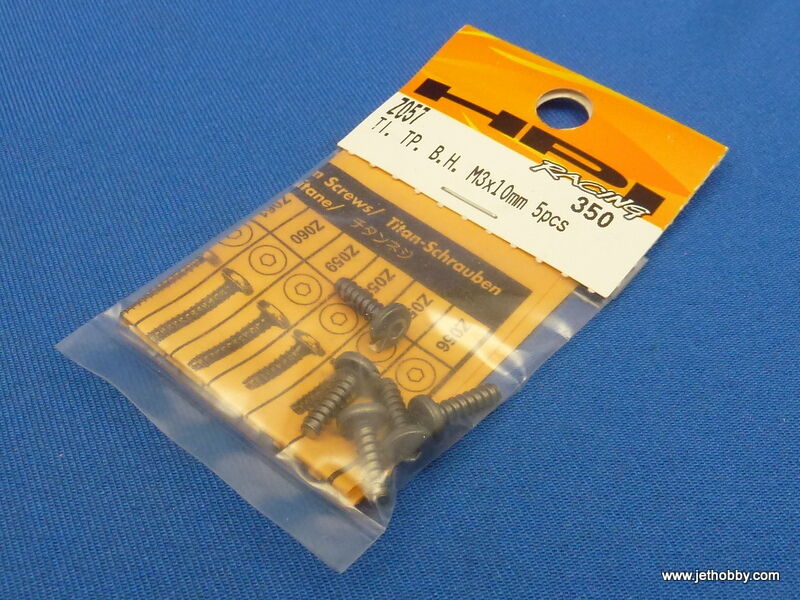 HPI
RACING
Z057
TI. TP. B.H. M3x10mm 5pcs
350
Screws/ Titan-Schrauben
itane/ チタンネジ
Z061
Z060
Z059
Z056
www.jethobby.com